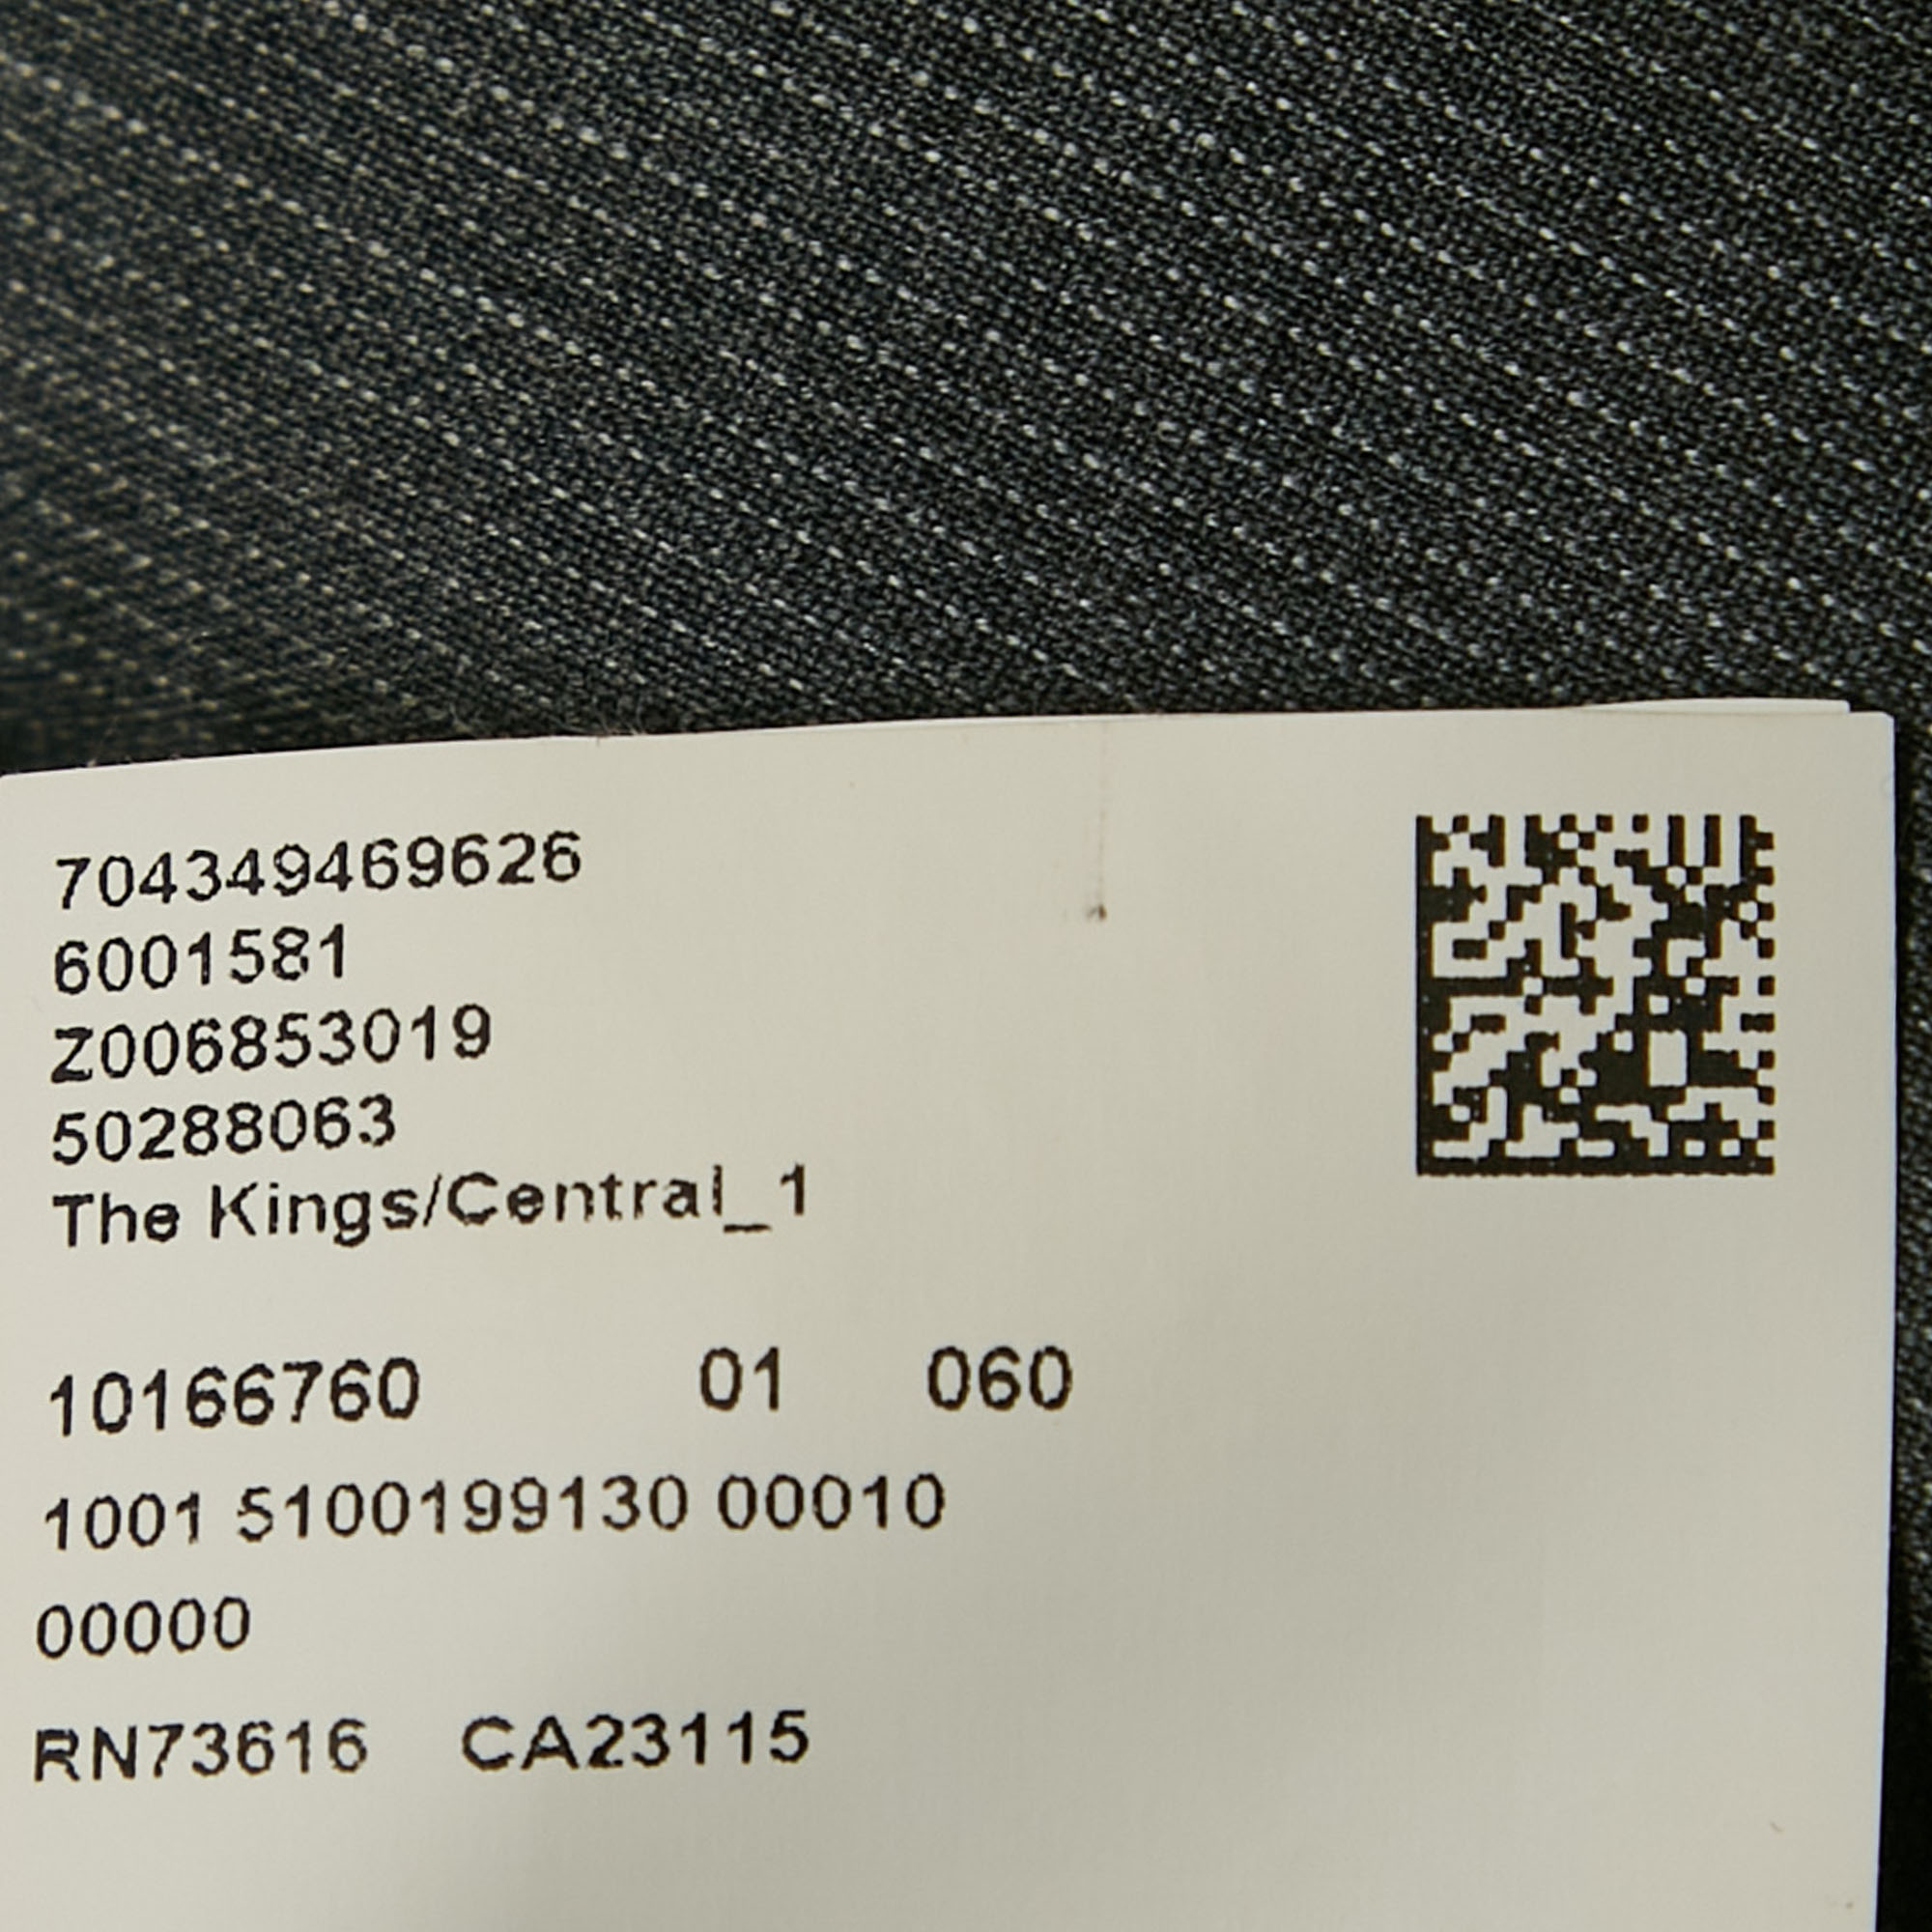 704349469626
6001581
Z006853019
50288063
The Kings/Central_1
10166760 01 060
1001 5100199130 00010
00000
RN73616 CA23115